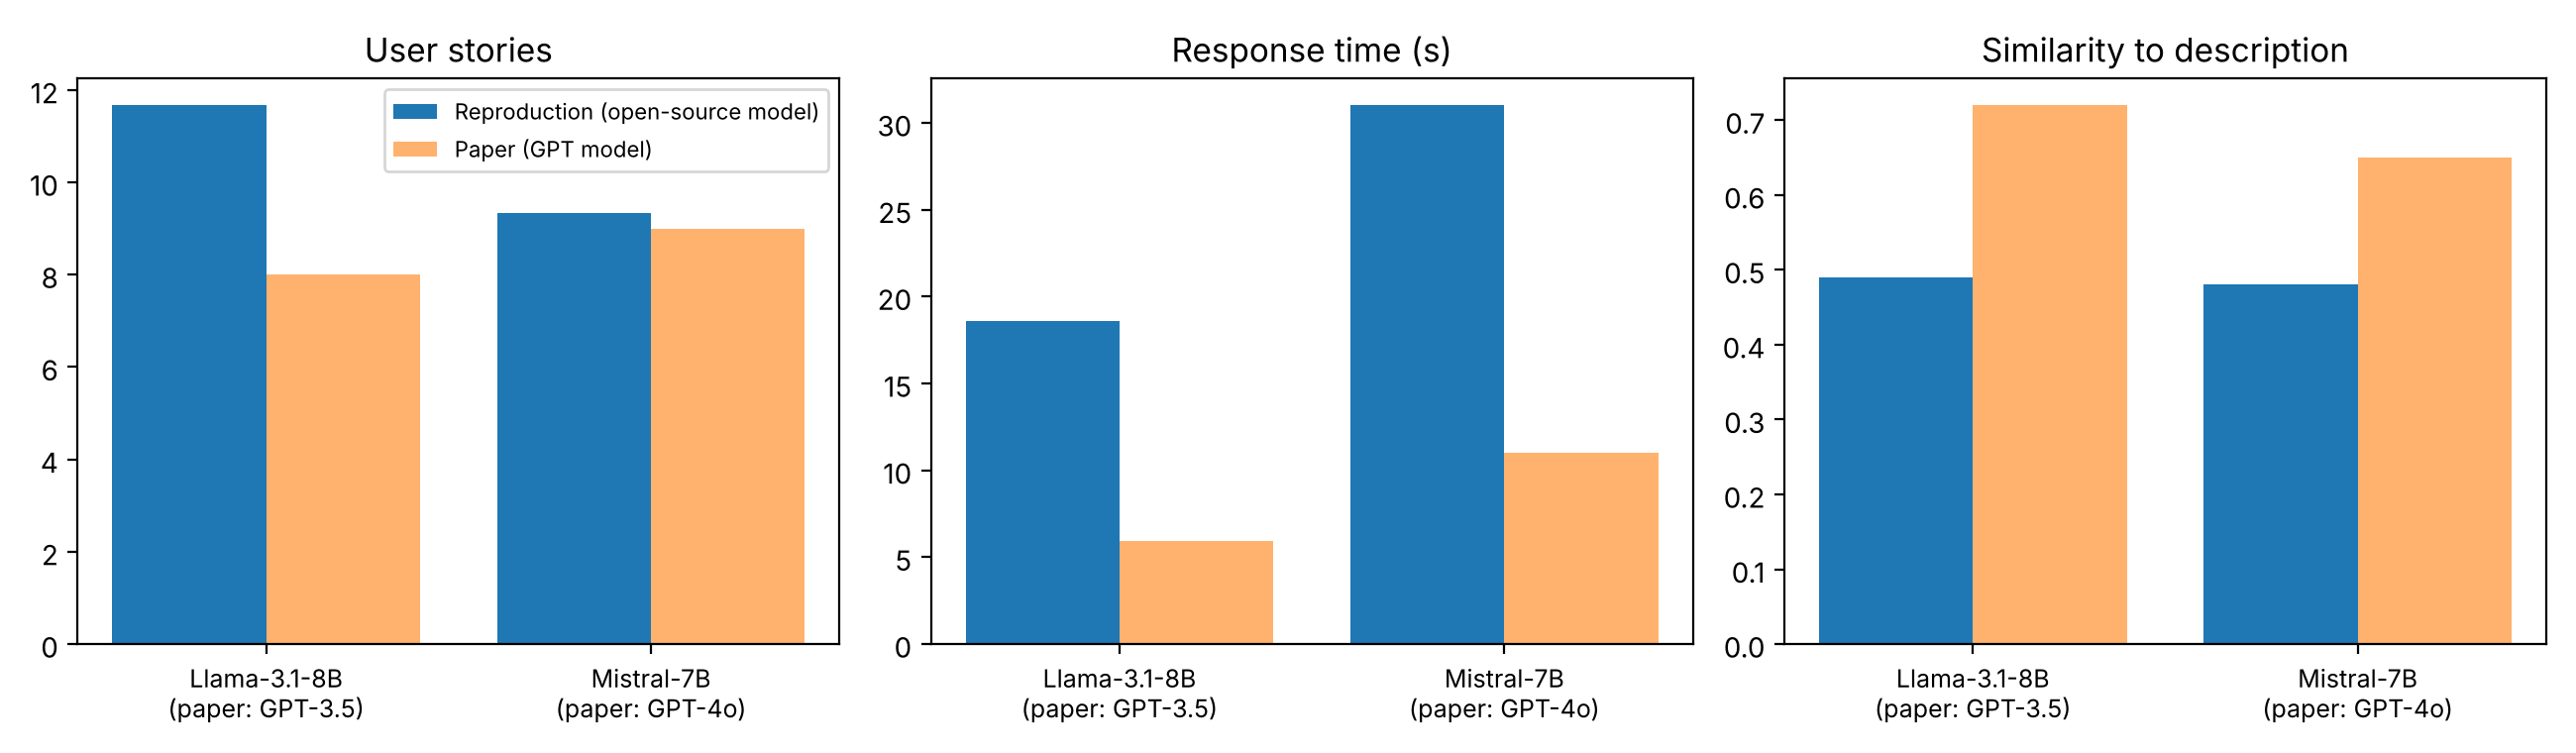 User stories
12
10
8
6
4
2
0
Reproduction (open-source model)
Paper (GPT model)
Llama-3.1-8B
(paper: GPT-3.5)
Mistral-7B
(paper: GPT-4o)
Response time (s)
30
25
20
15
10
5
0
Llama-3.1-8B
(paper: GPT-3.5)
Mistral-7B
(paper: GPT-4o)
Similarity to description
0.7
0.6
0.5
0.4
0.3
0.2
0.1
0.0
Llama-3.1-8B
(paper: GPT-3.5)
Mistral-7B
(paper: GPT-4o)